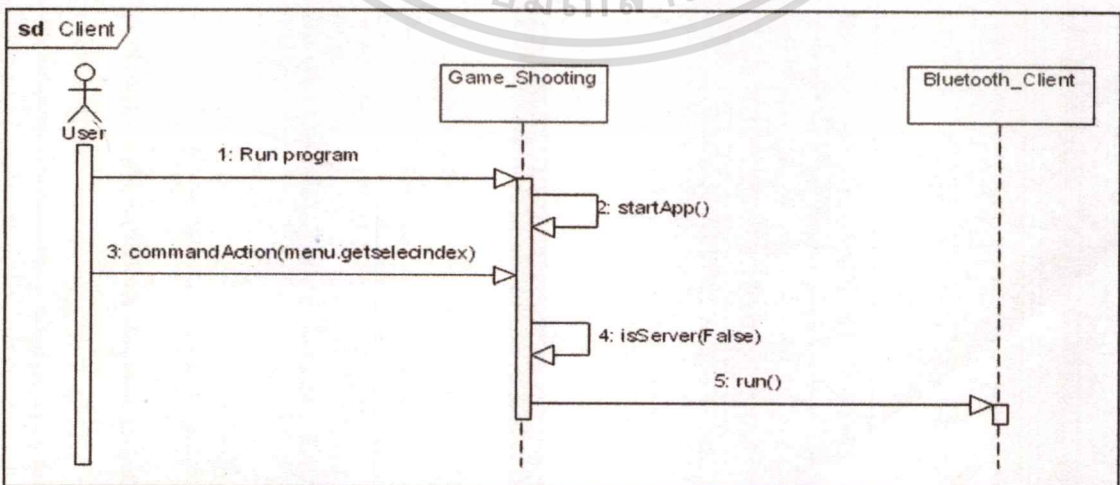 sd Client
Game_Shooting
Bluetooth_Client
User
1: Run program
2: startApp()
3: commandAction(menu.getselecindex)
4: isServer(False)
5: run()